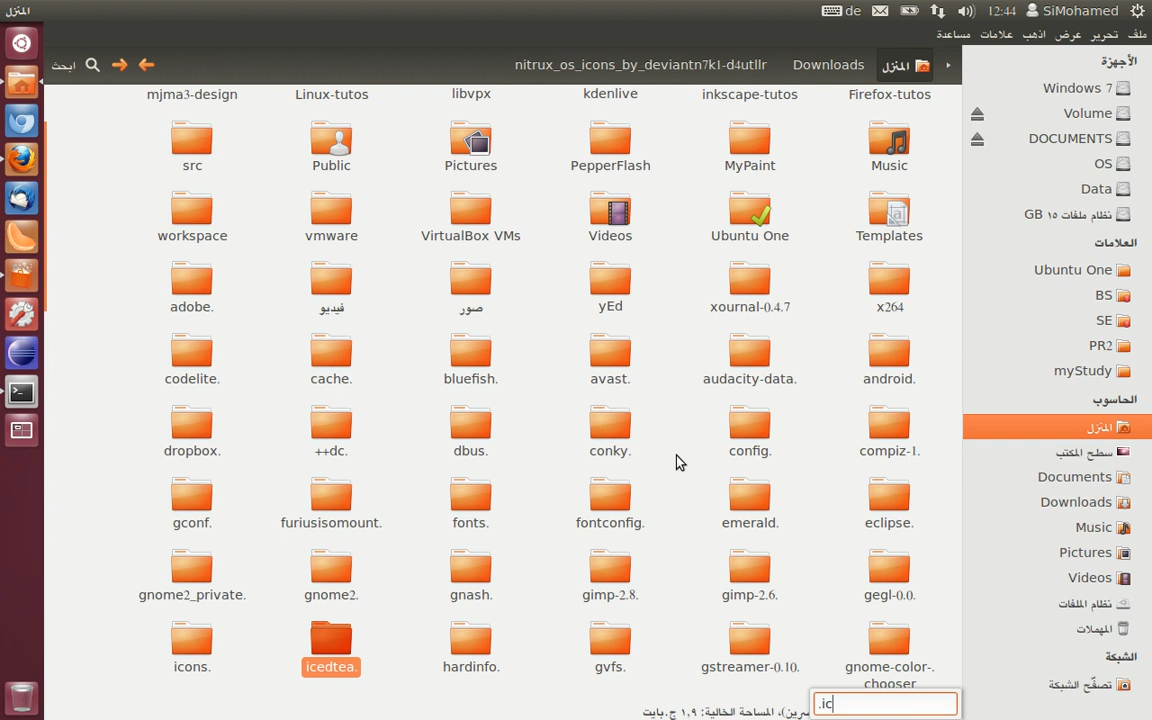 المنزل
de
12:44
SiMohamed
ملف تحرير عرض اذهب علامات مساعدة
المنزل
Downloads
nitrux_os_icons_by_deviantn7k1-d4utllr
ابحث
mjma3-design
Linux-tutos
libvpx
kdenlive
inkscape-tutos
Firefox-tutos
src
Public
Pictures
PepperFlash
MyPaint
Music
workspace
vmware
VirtualBox VMs
Videos
Ubuntu One
Templates
adobe.
فيديو
صور
yEd
xournal-0.4.7
x264
codelite.
cache.
bluefish.
avast.
audacity-data.
android.
dropbox.
++dc.
dbus.
conky.
config.
compiz-1.
gconf.
furiusisomount.
fonts.
fontconfig.
emerald.
eclipse.
gnome2_private.
gnome2.
gnash.
gimp-2.8.
gimp-2.6.
gegl-0.0.
icons.
icedtea.
hardinfo.
gvfs.
gstreamer-0.10.
gnome-color-.
chooser
الأجهزة
Windows 7
Volume
DOCUMENTS
OS
Data
نظام ملفات ١٥ GB
العلامات
Ubuntu One
BS
SE
PR2
myStudy
الحاسوب
المنزل
سطح المكتب
Documents
Downloads
Music
Pictures
Videos
نظام الملفات
المهملات
الشبكة
تصفّح الشبكة
المساحة الخالية: ١,٩ ج.بايت
.ic